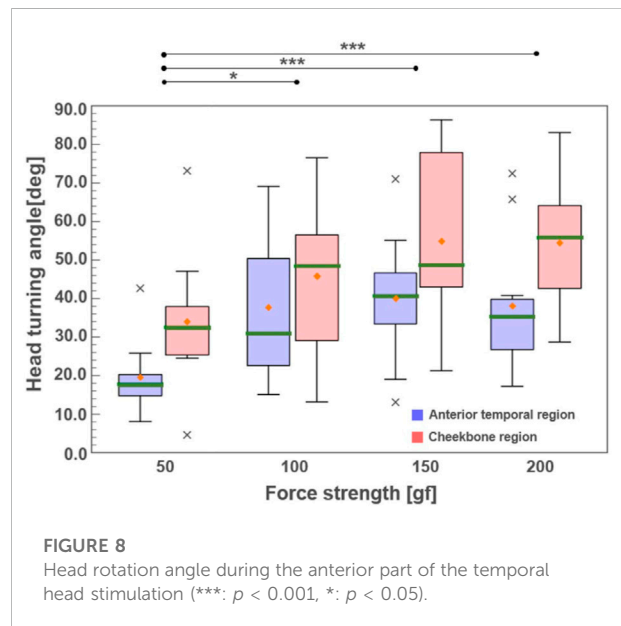 ***
***
*
90.0
80.0
70.0
60.0
50.0
40.0
30.0
20.0
10.0
0.0
Head turning angle[deg]
Anterior temporal region
Cheekbone region
50 100 150 200
Force strength [gf]
FIGURE 8
Head rotation angle during the anterior part of the temporal
head stimulation (***: p < 0.001, *: p < 0.05).